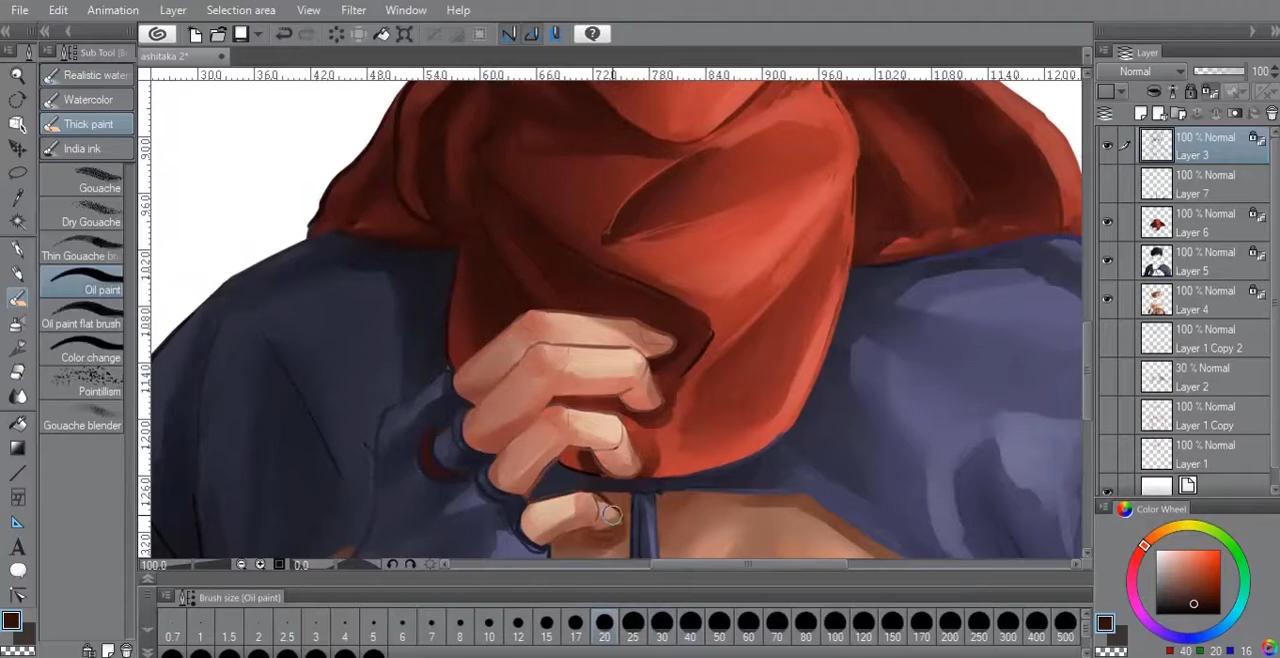 File Edit Animation Layer Selection area View Filter Window Help
Sub Tool [B
ashitaka 2*
Realistic water
Watercolor
Thick paint
India ink
Gouache
Dry Gouache
Thin Gouache br
Oil paint
Oil paint flat brush
Color change
Pointillism
Gouache blender
300 360 420 480 540 600 660 720 780 840 900 960 1020 1080 1140 1200
900
960
1020
1080
1140
1200
1260
1320
100.0 0.0
Brush size (Oil paint)
0.7 1 1.5 2 2.5 3 4 5 6 7 8 10 12 15 17 20 25 30 40 50 60 70 80 100 120 150 170 200 250 300 400 500
Layer
Normal 100
100 % Normal
Layer 3
100 % Normal
Layer 7
100 % Normal
Layer 6
100 % Normal
Layer 5
100 % Normal
Layer 4
100 % Normal
Layer 1 Copy 2
30 % Normal
Layer 2
100 % Normal
Layer 1 Copy
100 % Normal
Layer 1
Color Wheel
40 20 16